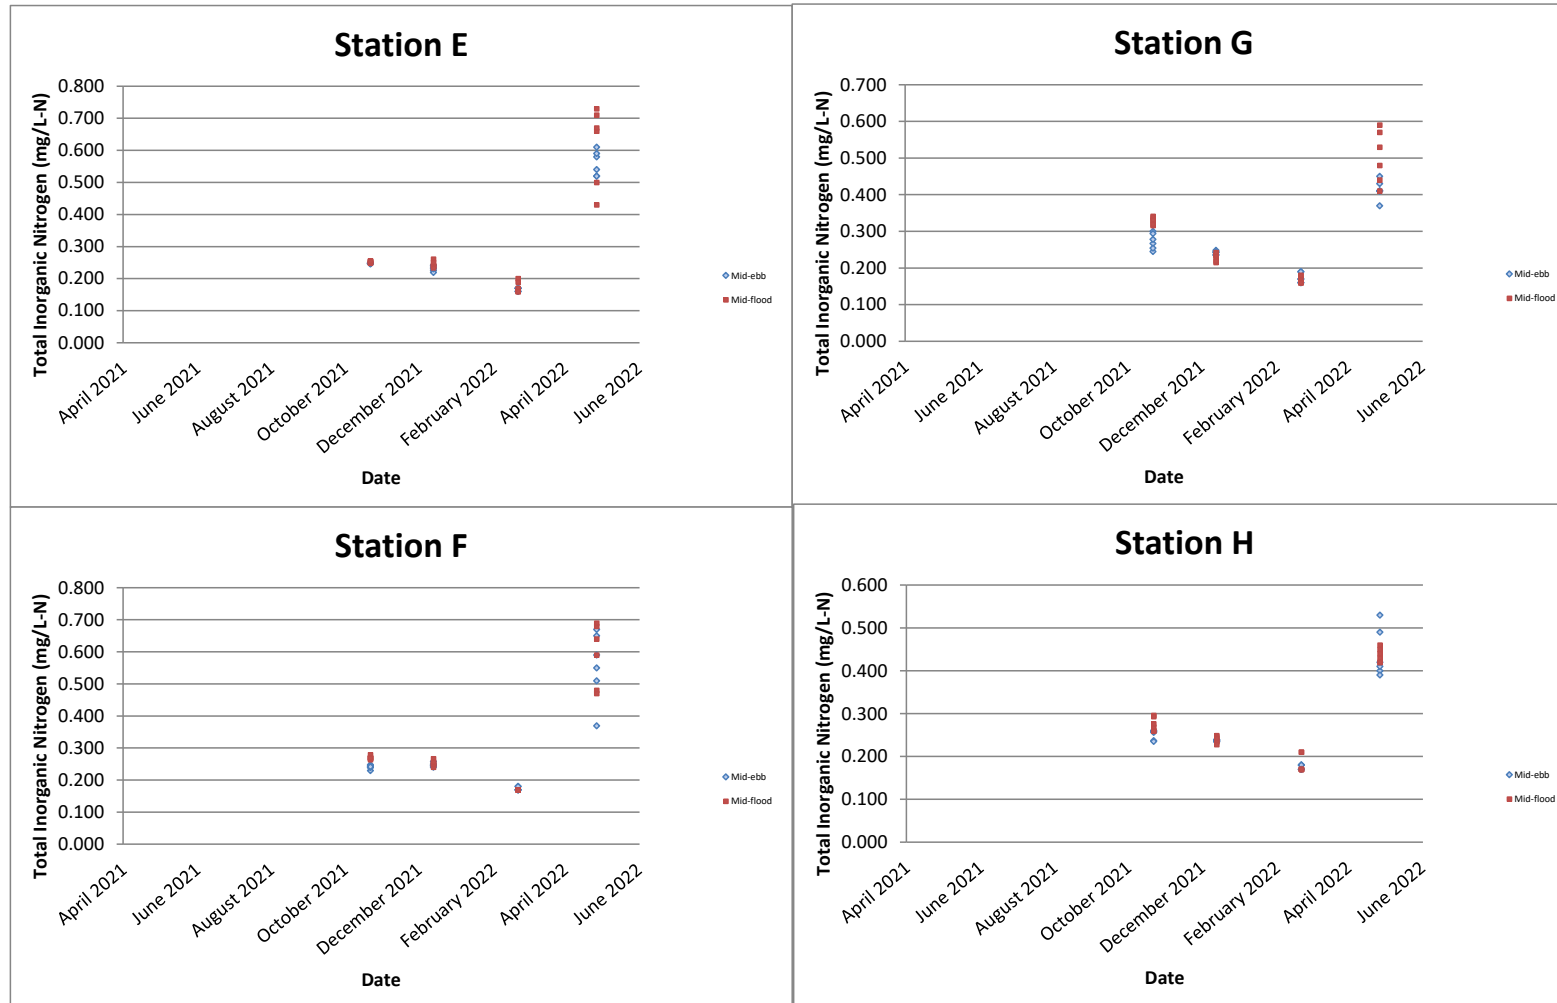 Station E
Total Inorganic Nitrogen (mg/L-N)
0.800
0.700
0.600
0.500
0.400
0.300
0.200
0.100
0.000
April 2021
June 2021
August 2021
October 2021
December 2021
February 2022
April 2022
June 2022
Date
Mid-ebb
Mid-flood
Station G
Total Inorganic Nitrogen (mg/L-N)
0.700
0.600
0.500
0.400
0.300
0.200
0.100
0.000
April 2021
June 2021
August 2021
October 2021
December 2021
February 2022
April 2022
June 2022
Date
Mid-ebb
Mid-flood
Station F
Total Inorganic Nitrogen (mg/L-N)
0.800
0.700
0.600
0.500
0.400
0.300
0.200
0.100
0.000
April 2021
June 2021
August 2021
October 2021
December 2021
February 2022
April 2022
June 2022
Date
Mid-ebb
Mid-flood
Station H
Total Inorganic Nitrogen (mg/L-N)
0.600
0.500
0.400
0.300
0.200
0.100
0.000
April 2021
June 2021
August 2021
October 2021
December 2021
February 2022
April 2022
June 2022
Date
Mid-ebb
Mid-flood